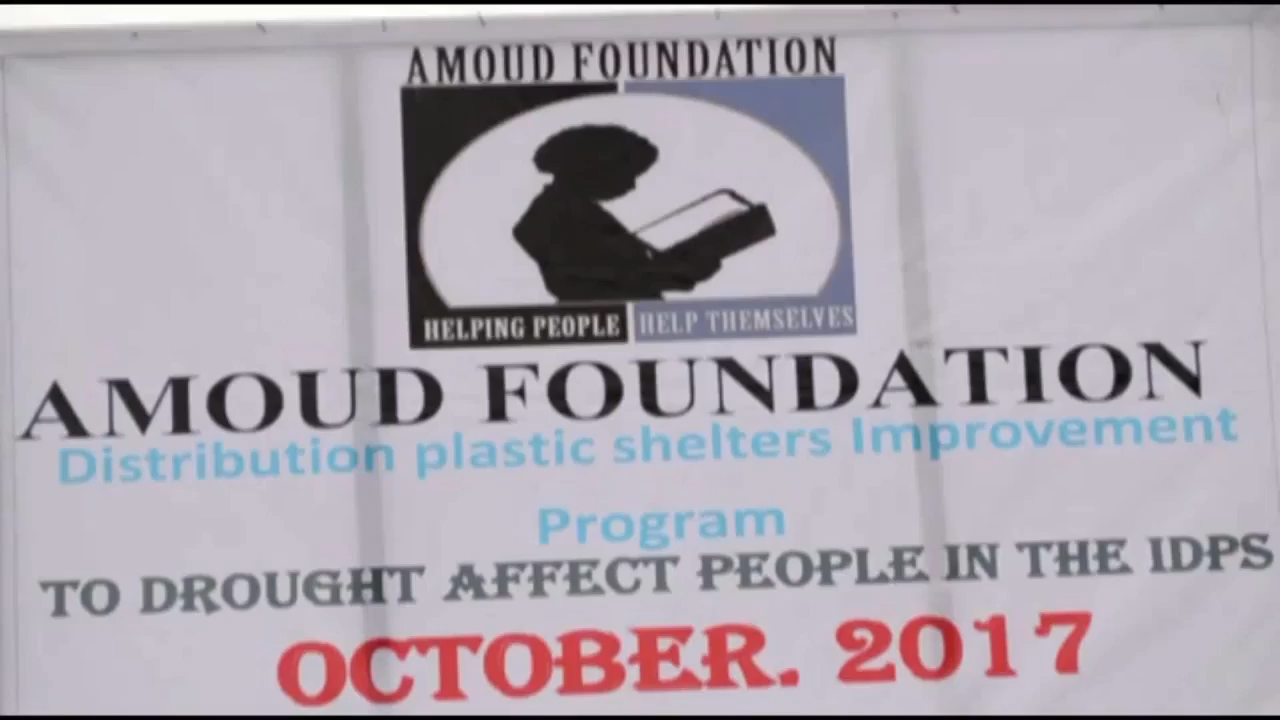 AMOUD FOUNDATION
HELPING PEOPLE HELP THEMSELVES
AMOUD FOUNDATION
Distribution plastic shelters Improvement
Program
TO DROUGHT AFFECT PEOPLE IN THE IDPS
OCTOBER. 2017